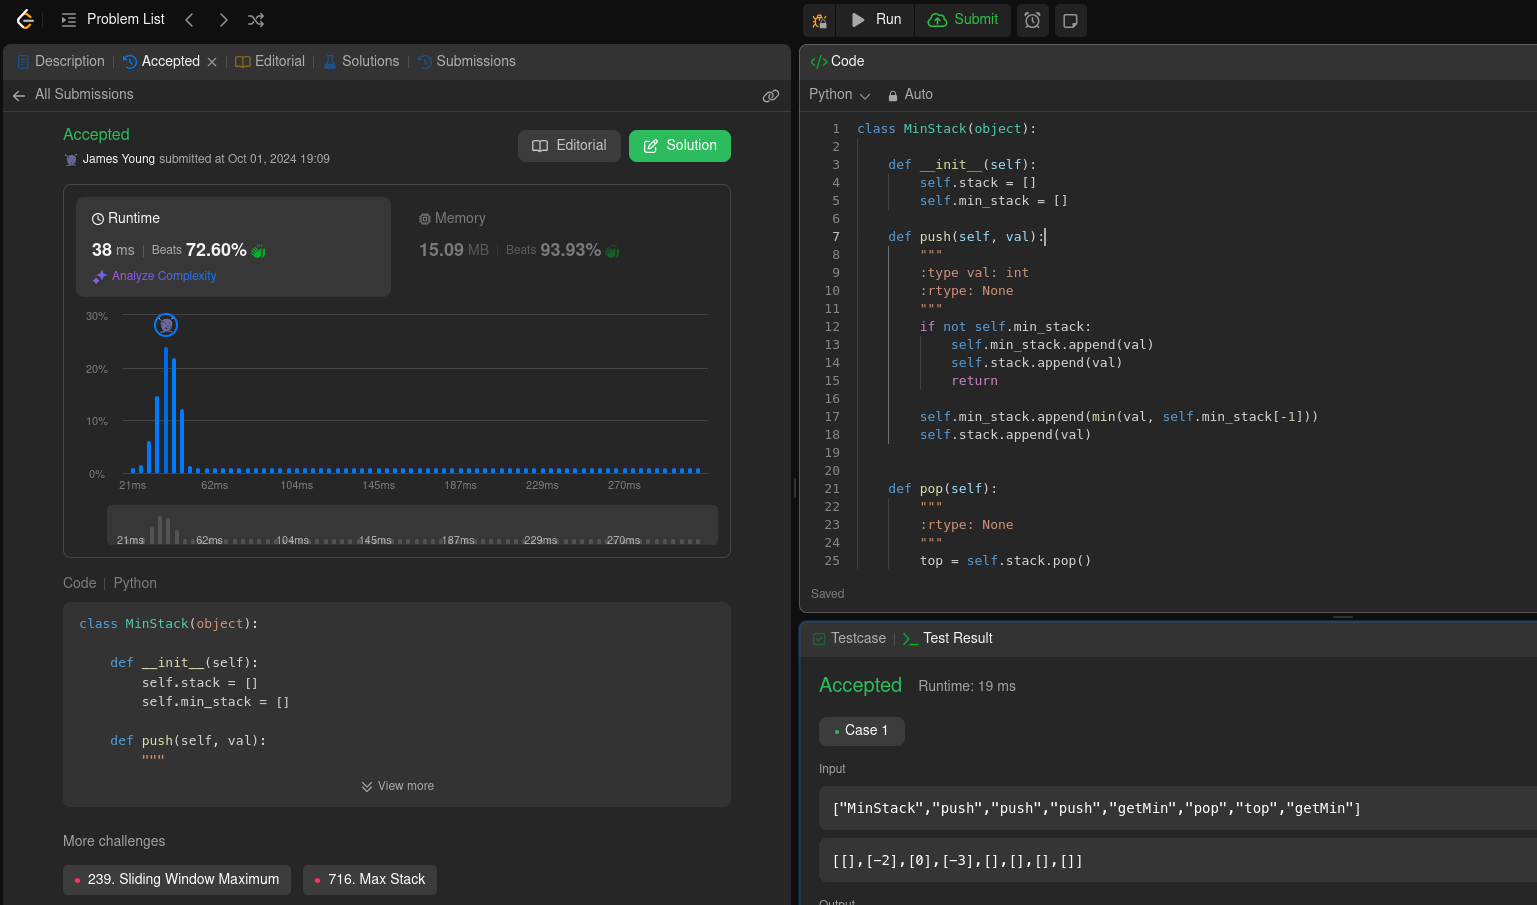 Problem List
Run
Submit
Description
Accepted
Editorial
Solutions
Submissions
All Submissions
Accepted
James Young submitted at Oct 01, 2024 19:09
Editorial
Solution
Runtime
38 ms
Beats 72.60%
Analyze Complexity
Memory
15.09 MB
Beats 93.93%
30%
20%
10%
0%
21ms 62ms 104ms 145ms 187ms 229ms 270ms
21ms 62ms 104ms 145ms 187ms 229ms 270ms
Code | Python
class MinStack(object):
def __init__(self):
self.stack = []
self.min_stack = []
def push(self, val):
"""
View more
More challenges
239. Sliding Window Maximum
716. Max Stack
</> Code
Python
Auto
1 class MinStack(object):
2
3 def __init__(self):
4 self.stack = []
5 self.min_stack = []
6
7 def push(self, val):
8 """
9 :type val: int
10 :rtype: None
11 """
12 if not self.min_stack:
13 self.min_stack.append(val)
14 self.stack.append(val)
15 return
16
17 self.min_stack.append(min(val, self.min_stack[-1]))
18 self.stack.append(val)
19
20
21 def pop(self):
22 """
23 :rtype: None
24 """
25 top = self.stack.pop()
Saved
Testcase
>_ Test Result
Accepted
Runtime: 19 ms
Case 1
Input
["MinStack","push","push","push","getMin","pop","top","getMin"]
[[],[-2],[0],[-3],[],[],[],[]]
Output